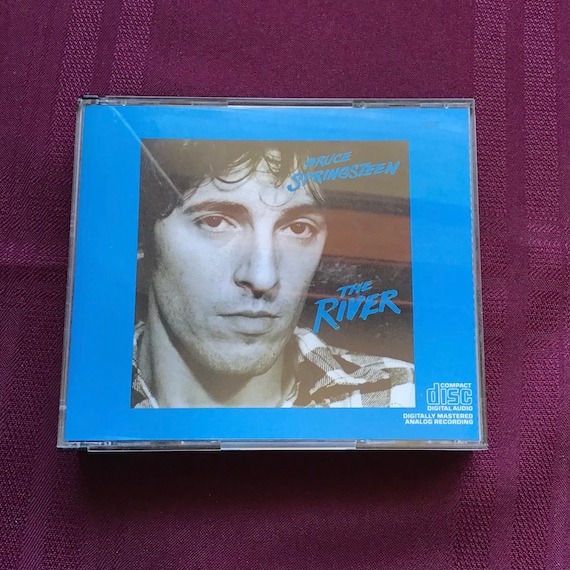 BRUCE
SPRINGSTEEN
THE
RIVER
COMPACT
disc
DIGITAL AUDIO
DIGITALLY MASTERED
ANALOG RECORDING